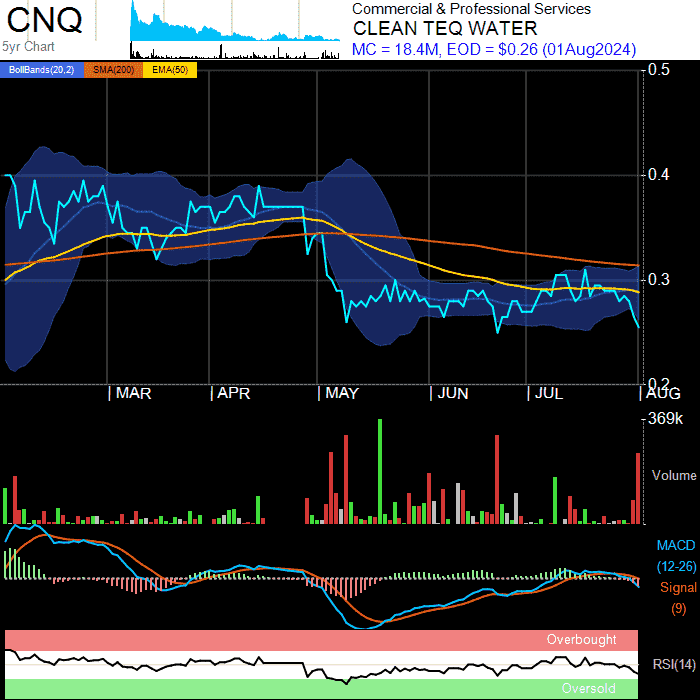 CNQ
5yr Chart
Commercial & Professional Services
CLEAN TEQ WATER
MC = 18.4M, EOD = $0.26 (01Aug2024)
BollBands(20,2) SMA(200) EMA(50)
0.5
0.4
0.3
0.2
MAR APR MAY JUN JUL AUG
369k
Volume
MACD
(12-26)
Signal
(9)
Overbought
RSI(14)
Oversold